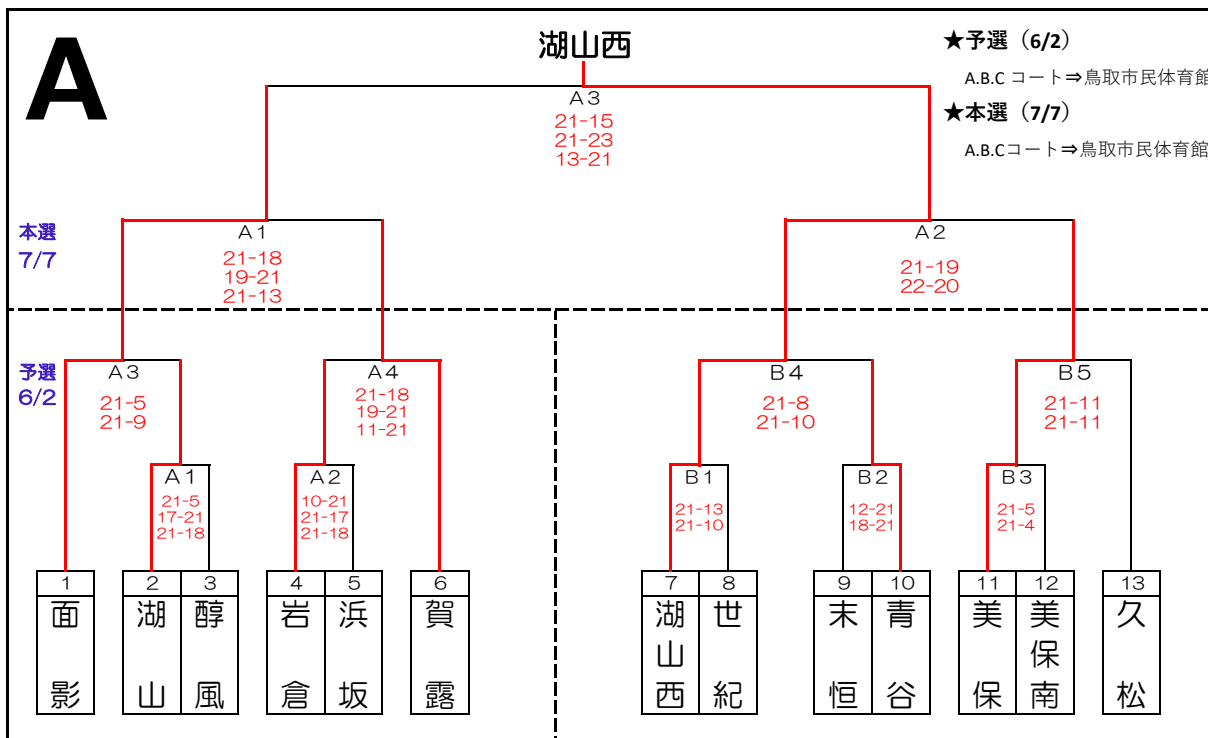 A
湖山西
★予選（6/2）
A.B.C コート⇒鳥取市民体育館
★本選（7/7）
A.B.Cコート⇒鳥取市民体育館
A3
21-15
21-23
13-21
本選
7/7
A1
21-18
19-21
21-13
A2
21-19
22-20
予選
6/2
A3
21-5
21-9
A4
21-18
19-21
11-21
B4
21-8
21-10
B5
21-11
21-11
A1
21-5
17-21
21-18
A2
10-21
21-17
21-18
B1
21-13
21-10
B2
12-21
18-21
B3
21-5
21-4
1
面影
2
湖山
3
醇風
4
岩倉
5
浜坂
6
賀露
7
湖山西
8
世紀
9
末恒
10
青谷
11
美保
12
美保南
13
久松